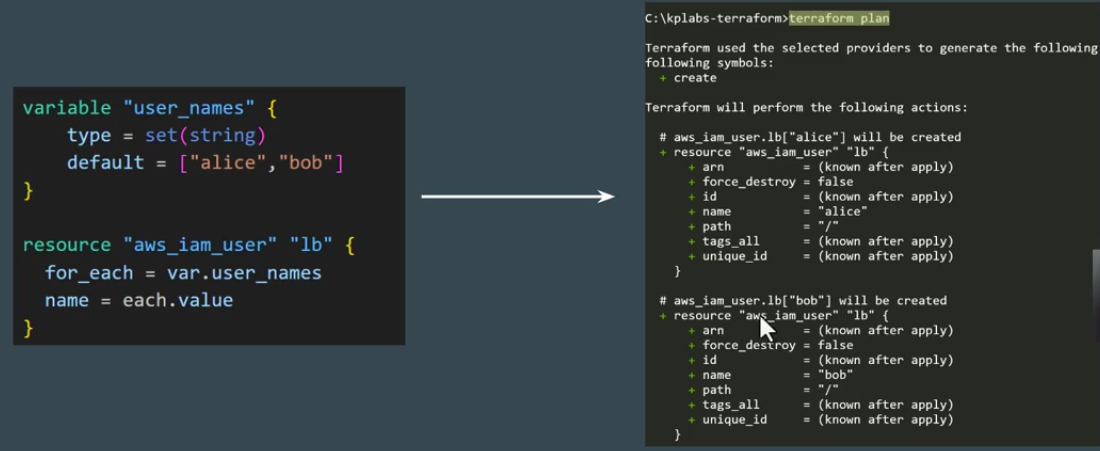 variable "user_names" {
    type = set(string)
    default = ["alice","bob"]
}
resource "aws_iam_user" "lb" {
  for_each = var.user_names
  name = each.value
}
C:\kplabs-terraform>terraform plan
Terraform used the selected providers to generate the following
following symbols:
  + create
Terraform will perform the following actions:
  # aws_iam_user.lb["alice"] will be created
  + resource "aws_iam_user" "lb" {
      + arn           = (known after apply)
      + force_destroy = false
      + id            = (known after apply)
      + name          = "alice"
      + path          = "/"
      + tags_all      = (known after apply)
      + unique_id     = (known after apply)
    }
  # aws_iam_user.lb["bob"] will be created
  + resource "aws_iam_user" "lb" {
      + arn           = (known after apply)
      + force_destroy = false
      + id            = (known after apply)
      + name          = "bob"
      + path          = "/"
      + tags_all      = (known after apply)
      + unique_id     = (known after apply)
    }